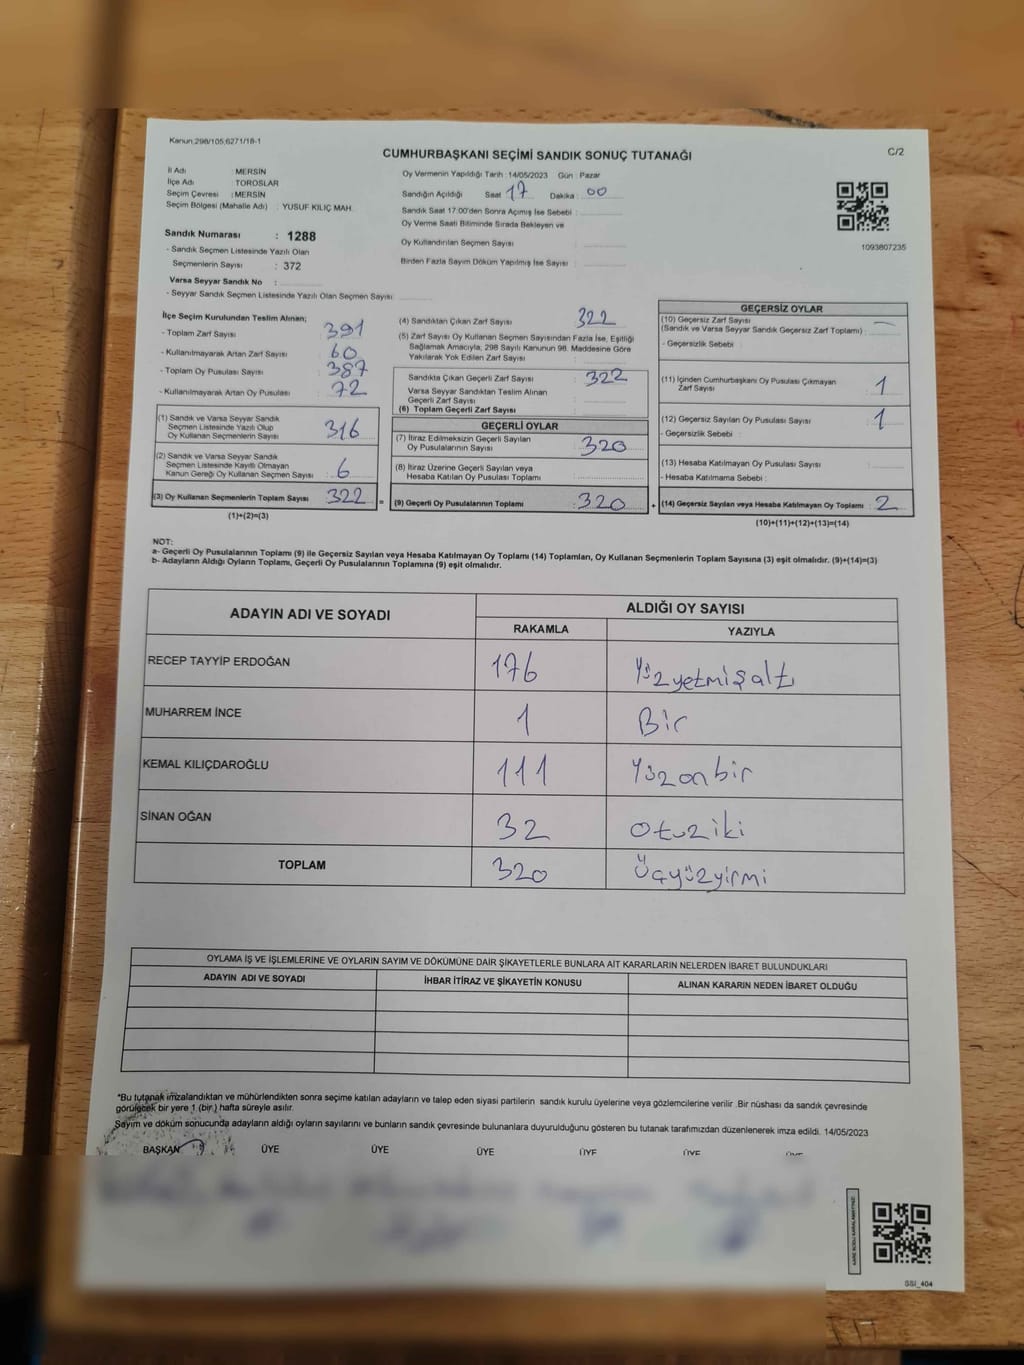 Kanun:298/105;6271/18-1
C/2
CUMHURBAŞKANI SEÇİMİ SANDIK SONUÇ TUTANAĞI
İl Adı : MERSİN
İlçe Adı : TOROSLAR
Seçim Çevresi : MERSİN
Seçim Bölgesi (Mahalle Adı) : YUSUF KILIÇ MAH.
Sandık Numarası : 1288
- Sandık Seçmen Listesinde Yazılı Olan
Seçmenlerin Sayısı : 372
Varsa Seyyar Sandık No :
- Seyyar Sandık Seçmen Listesinde Yazılı Olan Seçmen Sayısı
Oy Vermenin Yapıldığı Tarih :14/05/2023 Gün : Pazar
Sandığın Açıldığı Saat 17 Dakika : 00
Sandık Saat 17:00'den Sonra Açımış İse Sebebi :
Oy Verme Saati Bitiminde Sırada Bekleyen ve
Oy Kullandırılan Seçmen Sayısı :
Birden Fazla Sayım Döküm Yapılmış İse Sayısı :
1093807235
İlçe Seçim Kurulundan Teslim Alınan;
- Toplam Zarf Sayısı : 391
- Kullanılmayarak Artan Zarf Sayısı : 60
- Toplam Oy Pusulası Sayısı : 387
- Kullanılmayarak Artan Oy Pusulası : 72
(1) Sandık ve Varsa Seyyar Sandık
Seçmen Listesinde Yazılı Olup
Oy Kullanan Seçmenlerin Sayısı : 316
(2) Sandık ve Varsa Seyyar Sandık
Seçmen Listesinde Kayıtlı Olmayan
Kanun Gereği Oy Kullanan Seçmen Sayısı : 6
(3) Oy Kullanan Seçmenlerin Toplam Sayısı : 322
(1)+(2)=(3)
(4) Sandıktan Çıkan Zarf Sayısı : 322
(5) Zarf Sayısı Oy Kullanan Seçmen Sayısından Fazla İse, Eşitliği
Sağlamak Amacıyla, 298 Sayılı Kanunun 98. Maddesine Göre
Yakılarak Yok Edilen Zarf Sayısı :
Sandıkta Çıkan Geçerli Zarf Sayısı : 322
Varsa Seyyar Sandıktan Teslim Alınan
Geçerli Zarf Sayısı :
(6) Toplam Geçerli Zarf Sayısı :
GEÇERLİ OYLAR
(7) İtiraz Edilmeksizin Geçerli Sayılan
Oy Pusulalarının Sayısı : 320
(8) İtiraz Üzerine Geçerli Sayılan veya
Hesaba Katılan Oy Pusulası Toplamı :
= (9) Geçerli Oy Pusulalarının Toplamı : 320
GEÇERSİZ OYLAR
(10) Geçersiz Zarf Sayısı
(Sandık ve Varsa Seyyar Sandık Geçersiz Zarf Toplamı) : —
- Geçersizlik Sebebi :
(11) İçinden Cumhurbaşkanı Oy Pusulası Çıkmayan
Zarf Sayısı : 1
(12) Geçersiz Sayılan Oy Pusulası Sayısı : 1
- Geçersizlik Sebebi :
(13) Hesaba Katılmayan Oy Pusulası Sayısı :
- Hesaba Katılmama Sebebi :
+ (14) Geçersiz Sayılan veya Hesaba Katılmayan Oy Toplamı : 2
(10)+(11)+(12)+(13)=(14)
NOT:
a- Geçerli Oy Pusulalarının Toplamı (9) ile Geçersiz Sayılan veya Hesaba Katılmayan Oy Toplamı (14) Toplamları, Oy Kullanan Seçmenlerin Toplam Sayısına (3) eşit olmalıdır. (9)+(14)=(3)
b- Adayların Aldığı Oyların Toplamı, Geçerli Oy Pusulalarının Toplamına (9) eşit olmalıdır.
ADAYIN ADI VE SOYADI ALDIĞI OY SAYISI
RAKAMLA YAZIYLA
RECEP TAYYİP ERDOĞAN 176 Yüzyetmişaltı
MUHARREM İNCE 1 Bir
KEMAL KILIÇDAROĞLU 111 Yüzonbir
SİNAN OĞAN 32 Otuziki
TOPLAM 320 Üçyüzyirmi
OYLAMA İŞ VE İŞLEMLERİNE VE OYLARIN SAYIM VE DÖKÜMÜNE DAİR ŞİKAYETLERLE BUNLARA AİT KARARLARIN NELERDEN İBARET BULUNDUKLARI
ADAYIN ADI VE SOYADI İHBAR İTİRAZ VE ŞİKAYETİN KONUSU ALINAN KARARIN NEDEN İBARET OLDUĞU
*Bu tutanak imzalandıktan ve mühürlendikten sonra seçime katılan adayların ve talep eden siyasi partilerin sandık kurulu üyelerine veya gözlemcilerine verilir .Bir nüshası da sandık çevresinde
görülecek bir yere 1 (bir ) hafta süreyle asılır.
Sayım ve döküm sonucunda adayların aldığı oyların sayılarını ve bunların sandık çevresinde bulunanlara duyurulduğunu gösteren bu tutanak tarafımızdan düzenlenerek imza edildi. 14/05/2023
BAŞKAN ÜYE ÜYE ÜYE ÜYE ÜYE
SSİ_404